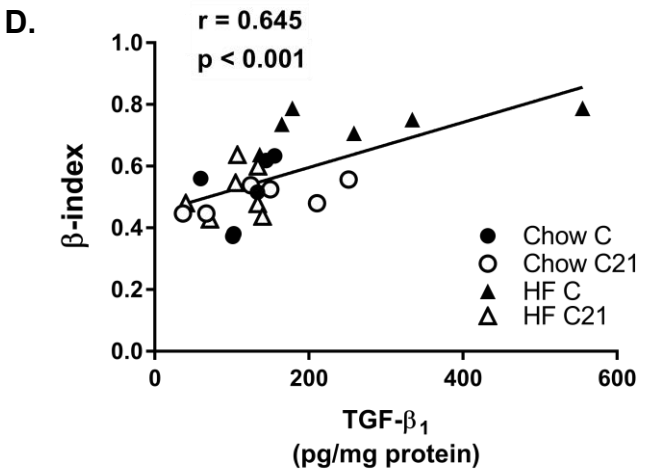 D.
r = 0.645
p < 0.001
1.0
0.8
0.6
0.4
0.2
0.0
β-index
Chow C
Chow C21
HF C
HF C21
0 200 400 600
TGF-β₁
(pg/mg protein)